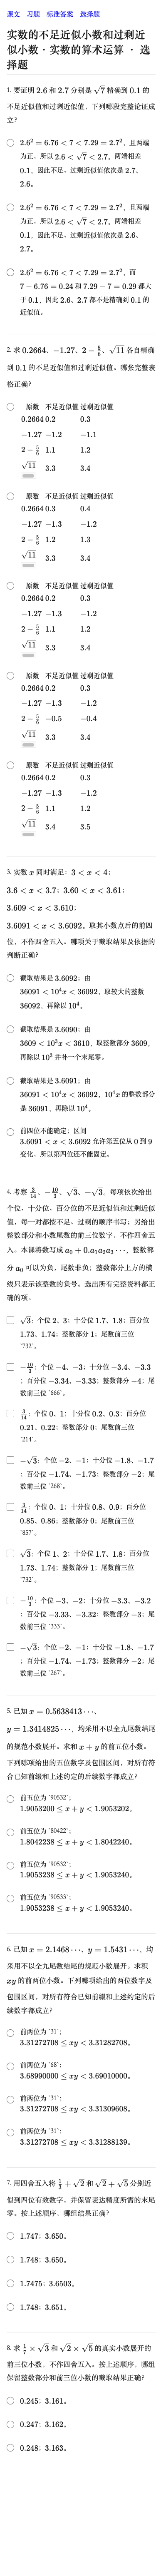 课文 习题 标准答案 选择题
实数的不足近似小数和过剩近
似小数 · 实数的算术运算 · 选
择题
1. 要证明 2.6 和 2.7 分别是 √7 精确到 0.1 的
不足近似值和过剩近似值，下列哪段完整论证成
立？
2.6² = 6.76 < 7 < 7.29 = 2.7²，且两端
为正，所以 2.6 < √7 < 2.7。两端相差
0.1，因此不足、过剩近似值依次是 2.7、
2.6。
2.6² = 6.76 < 7 < 7.29 = 2.7²，且两端
为正，所以 2.6 < √7 < 2.7。两端相差
0.1，因此不足、过剩近似值依次是 2.6、
2.7。
2.6² = 6.76 < 7 < 7.29 = 2.7²，而
7 − 6.76 = 0.24 和 7.29 − 7 = 0.29 都大
于 0.1，因此 2.6、2.7 都不是精确到 0.1 的
近似值。
2. 求 0.2664、−1.27、2 − 5/6、√11 各自精确
到 0.1 的不足近似值和过剩近似值。哪张完整表
格正确？
原数 不足近似值 过剩近似值
0.2664 0.2 0.3
−1.27 −1.2 −1.1
2 − 5/6 1.1 1.2
√11 3.3 3.4
原数 不足近似值 过剩近似值
0.2664 0.3 0.4
−1.27 −1.3 −1.2
2 − 5/6 1.2 1.3
√11 3.3 3.4
原数 不足近似值 过剩近似值
0.2664 0.2 0.3
−1.27 −1.3 −1.2
2 − 5/6 1.1 1.2
√11 3.3 3.4
原数 不足近似值 过剩近似值
0.2664 0.2 0.3
−1.27 −1.3 −1.2
2 − 5/6 −0.5 −0.4
√11 3.3 3.4
原数 不足近似值 过剩近似值
0.2664 0.2 0.3
−1.27 −1.3 −1.2
2 − 5/6 1.1 1.2
√11 3.4 3.5
3. 实数 x 同时满足：3 < x < 4；
3.6 < x < 3.7；3.60 < x < 3.61；
3.609 < x < 3.610；
3.6091 < x < 3.6092。取其小数点后的前四
位，不作四舍五入。哪项关于截取结果及依据的
判断正确？
截取结果是 3.6092；由
36091 < 10⁴x < 36092，取较大的整数
36092，再除以 10⁴。
截取结果是 3.6090；由
3609 < 10³x < 3610，取整数部分 3609，
再除以 10³ 并补一个末尾零。
截取结果是 3.6091；由
36091 < 10⁴x < 36092，10⁴x 的整数部分
是 36091，再除以 10⁴。
前四位不能确定；区间
3.6091 < x < 3.6092 允许第五位从 0 到 9
变化，所以第四位还不能固定。
4. 考察 3/14、−10/3、√3、−√3。每项依次给出
个位、十分位、百分位的不足近似值和过剩近似
值，每一对都按不足、过剩的顺序书写；另给出
整数部分和小数尾数的前三位数字，不作四舍五
入。本课将数写成 a₀ + 0.a₁a₂a₃⋯，整数部
分 a₀ 可以为负、尾数非负；整数部分上方的横
线只表示该整数的负号。选出所有完整资料都正
确的项。
√3：个位 2、3；十分位 1.7、1.8；百分位
1.73、1.74；整数部分 1；尾数前三位
“732”。
−10/3：个位 −4、−3；十分位 −3.4、−3.3
；百分位 −3.34、−3.33；整数部分 −4；尾
数前三位 “666”。
3/14：个位 0、1；十分位 0.2、0.3；百分位
0.21、0.22；整数部分 0；尾数前三位
“214”。
−√3：个位 −2、−1；十分位 −1.8、−1.7
；百分位 −1.74、−1.73；整数部分 −2；尾
数前三位 “268”。
3/14：个位 0、1；十分位 0.8、0.9；百分位
0.85、0.86；整数部分 0；尾数前三位
“857”。
√3：个位 1、2；十分位 1.7、1.8；百分位
1.73、1.74；整数部分 1；尾数前三位
“732”。
−10/3：个位 −3、−2；十分位 −3.3、−3.2
；百分位 −3.33、−3.32；整数部分 −3；尾
数前三位 “333”。
−√3：个位 −2、−1；十分位 −1.8、−1.7
；百分位 −1.74、−1.73；整数部分 −2；尾
数前三位 “267”。
5. 已知 x = 0.5638413⋯，
y = 1.3414825⋯，均采用不以全九尾数结尾
的规范小数展开。求和 x + y 的前五位小数。
下列哪项给出的五位数字及包围区间，对所有符
合已知前缀和上述约定的后续数字都成立？
前五位为 “90532”；
1.9053200 ≤ x + y < 1.9053202。
前五位为 “80422”；
1.8042238 ≤ x + y < 1.8042240。
前五位为 “90532”；
1.9053238 ≤ x + y < 1.9053240。
前五位为 “90533”；
1.9053238 ≤ x + y < 1.9053240。
6. 已知 x = 2.1468⋯、y = 1.5431⋯，均
采用不以全九尾数结尾的规范小数展开。求积
xy 的前两位小数。下列哪项给出的两位数字及
包围区间，对所有符合已知前缀和上述约定的后
续数字都成立？
前两位为 “31”；
3.31272708 ≤ xy < 3.31282708。
前两位为 “68”；
3.68990000 ≤ xy < 3.69010000。
前两位为 “31”；
3.31272708 ≤ xy < 3.31309608。
前两位为 “31”；
3.31272708 ≤ xy < 3.31288139。
7. 用四舍五入将 1/3 + √2 和 √2 + √5 分别近
似到四位有效数字，并保留表达精度所需的末尾
零。按上述顺序，哪组结果正确？
1.747；3.650。
1.748；3.650。
1.7475；3.6503。
1.748；3.651。
8. 求 1/7 × √3 和 √2 × √5 的真实小数展开的
前三位小数，不作四舍五入。按上述顺序，哪组
保留整数部分和前三位小数的截取结果正确？
0.245；3.161。
0.247；3.162。
0.248；3.163。